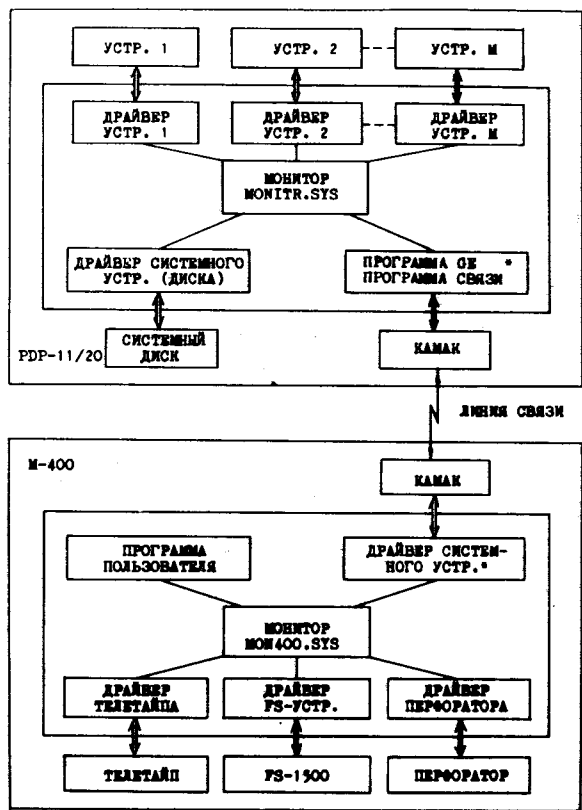 УСТР. 1 УСТР. 2 УСТР. М
ДРАЙВЕР УСТР. 1
ДРАЙВЕР УСТР. 2
ДРАЙВЕР УСТР. М
МОНИТОР
MONITR.SYS
ДРАЙВЕР СИСТЕМНОГО
УСТР. (ДИСКА)
ПРОГРАММА GE *
ПРОГРАММА СВЯЗИ
СИСТЕМНЫЙ
ДИСК
КАМАК
PDP-11/20
ЛИНИЯ СВЯЗИ
М-400
КАМАК
ПРОГРАММА
ПОЛЬЗОВАТЕЛЯ
ДРАЙВЕР СИСТЕМ-
НОГО УСТР.*
МОНИТОР
MON400.SYS
ДРАЙВЕР
ТЕЛЕТАЙПА
ДРАЙВЕР
FS-УСТР.
ДРАЙВЕР
ПЕРФОРАТОРА
ТЕЛЕТАЙП
FS-1500
ПЕРФОРАТОР